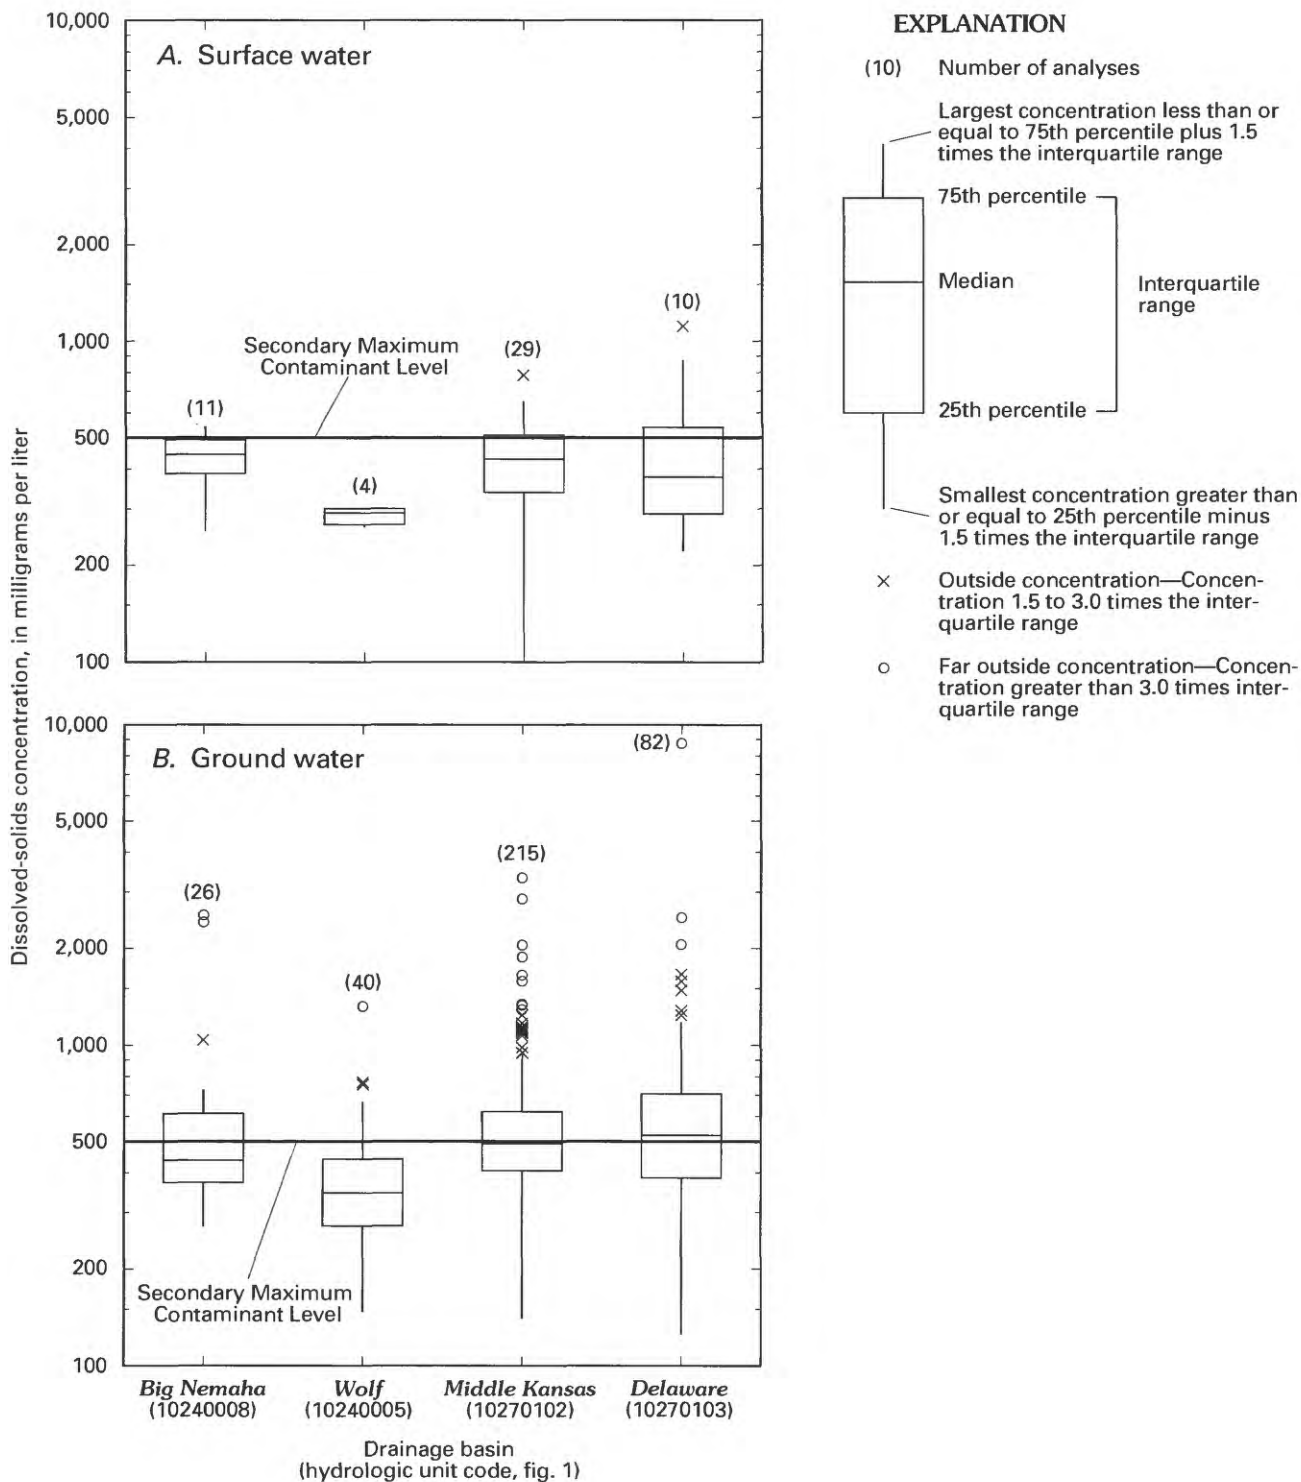 10,000
A. Surface water
5,000
2,000
(10)
1,000
Secondary Maximum
Contaminant Level
(29)
(11)
500
(4)
200
100
10,000
B. Ground water
(82)
5,000
(215)
(26)
2,000
(40)
1,000
500
200
Secondary Maximum
Contaminant Level
100
Dissolved-solids concentration, in milligrams per liter
Big Nemaha
(10240008)
Wolf
(10240005)
Middle Kansas
(10270102)
Delaware
(10270103)
Drainage basin
(hydrologic unit code, fig. 1)
EXPLANATION
(10) Number of analyses
Largest concentration less than or
equal to 75th percentile plus 1.5
times the interquartile range
75th percentile
Median
Interquartile
range
25th percentile
Smallest concentration greater than
or equal to 25th percentile minus
1.5 times the interquartile range
× Outside concentration—Concen-
tration 1.5 to 3.0 times the inter-
quartile range
○ Far outside concentration—Concen-
tration greater than 3.0 times inter-
quartile range